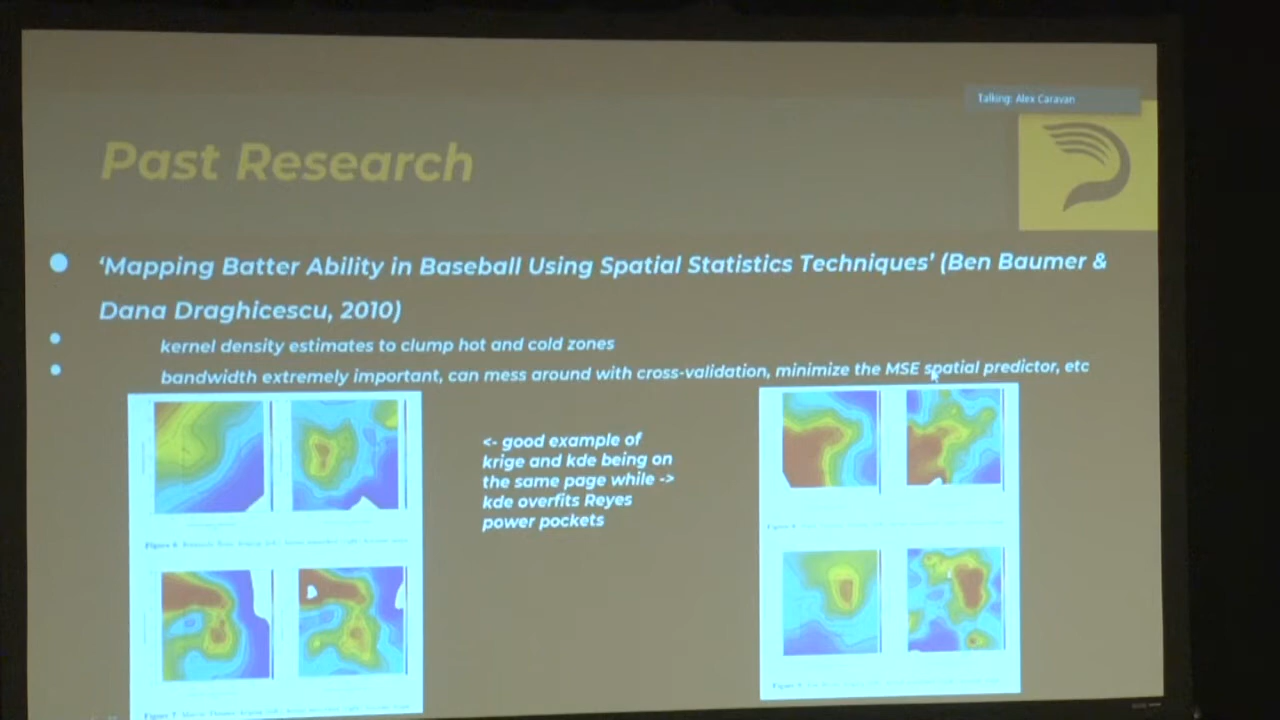 Talking: Alex Caravan
Past Research
‘Mapping Batter Ability in Baseball Using Spatial Statistics Techniques’ (Ben Baumer &
Dana Draghicescu, 2010)
kernel density estimates to clump hot and cold zones
bandwidth extremely important, can mess around with cross-validation, minimize the MSE spatial predictor, etc
<- good example of
krige and kde being on
the same page while ->
kde overfits Reyes
power pockets